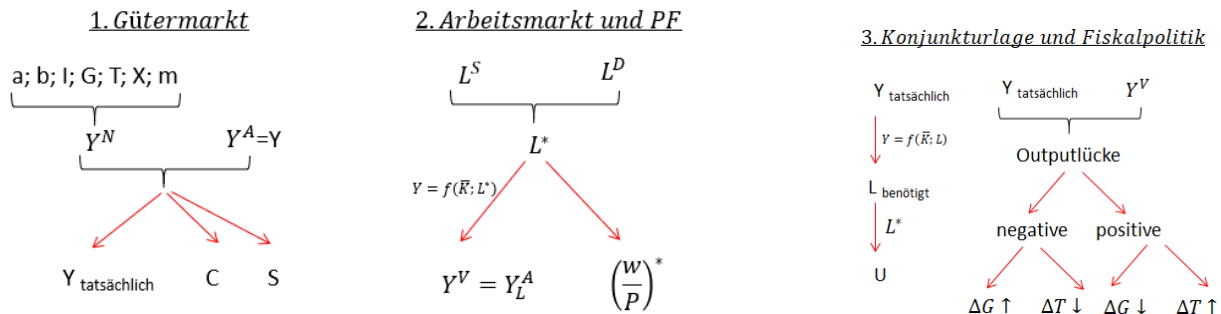 1. Gütermarkt
a; b; I; G; T; X; m
Y^N Y^A=Y
Y tatsächlich C S
2. Arbeitsmarkt und PF
L^S L^D
L*
Y = f(K̅; L*)
Y^V = Y_L^A (W/P)*
3. Konjunkturlage und Fiskalpolitik
Y tatsächlich
Y = f(K̅; L)
L benötigt
L*
U
Y tatsächlich Y^V
Outputlücke
negative positive
ΔG ↑ ΔT ↓ ΔG ↓ ΔT ↑